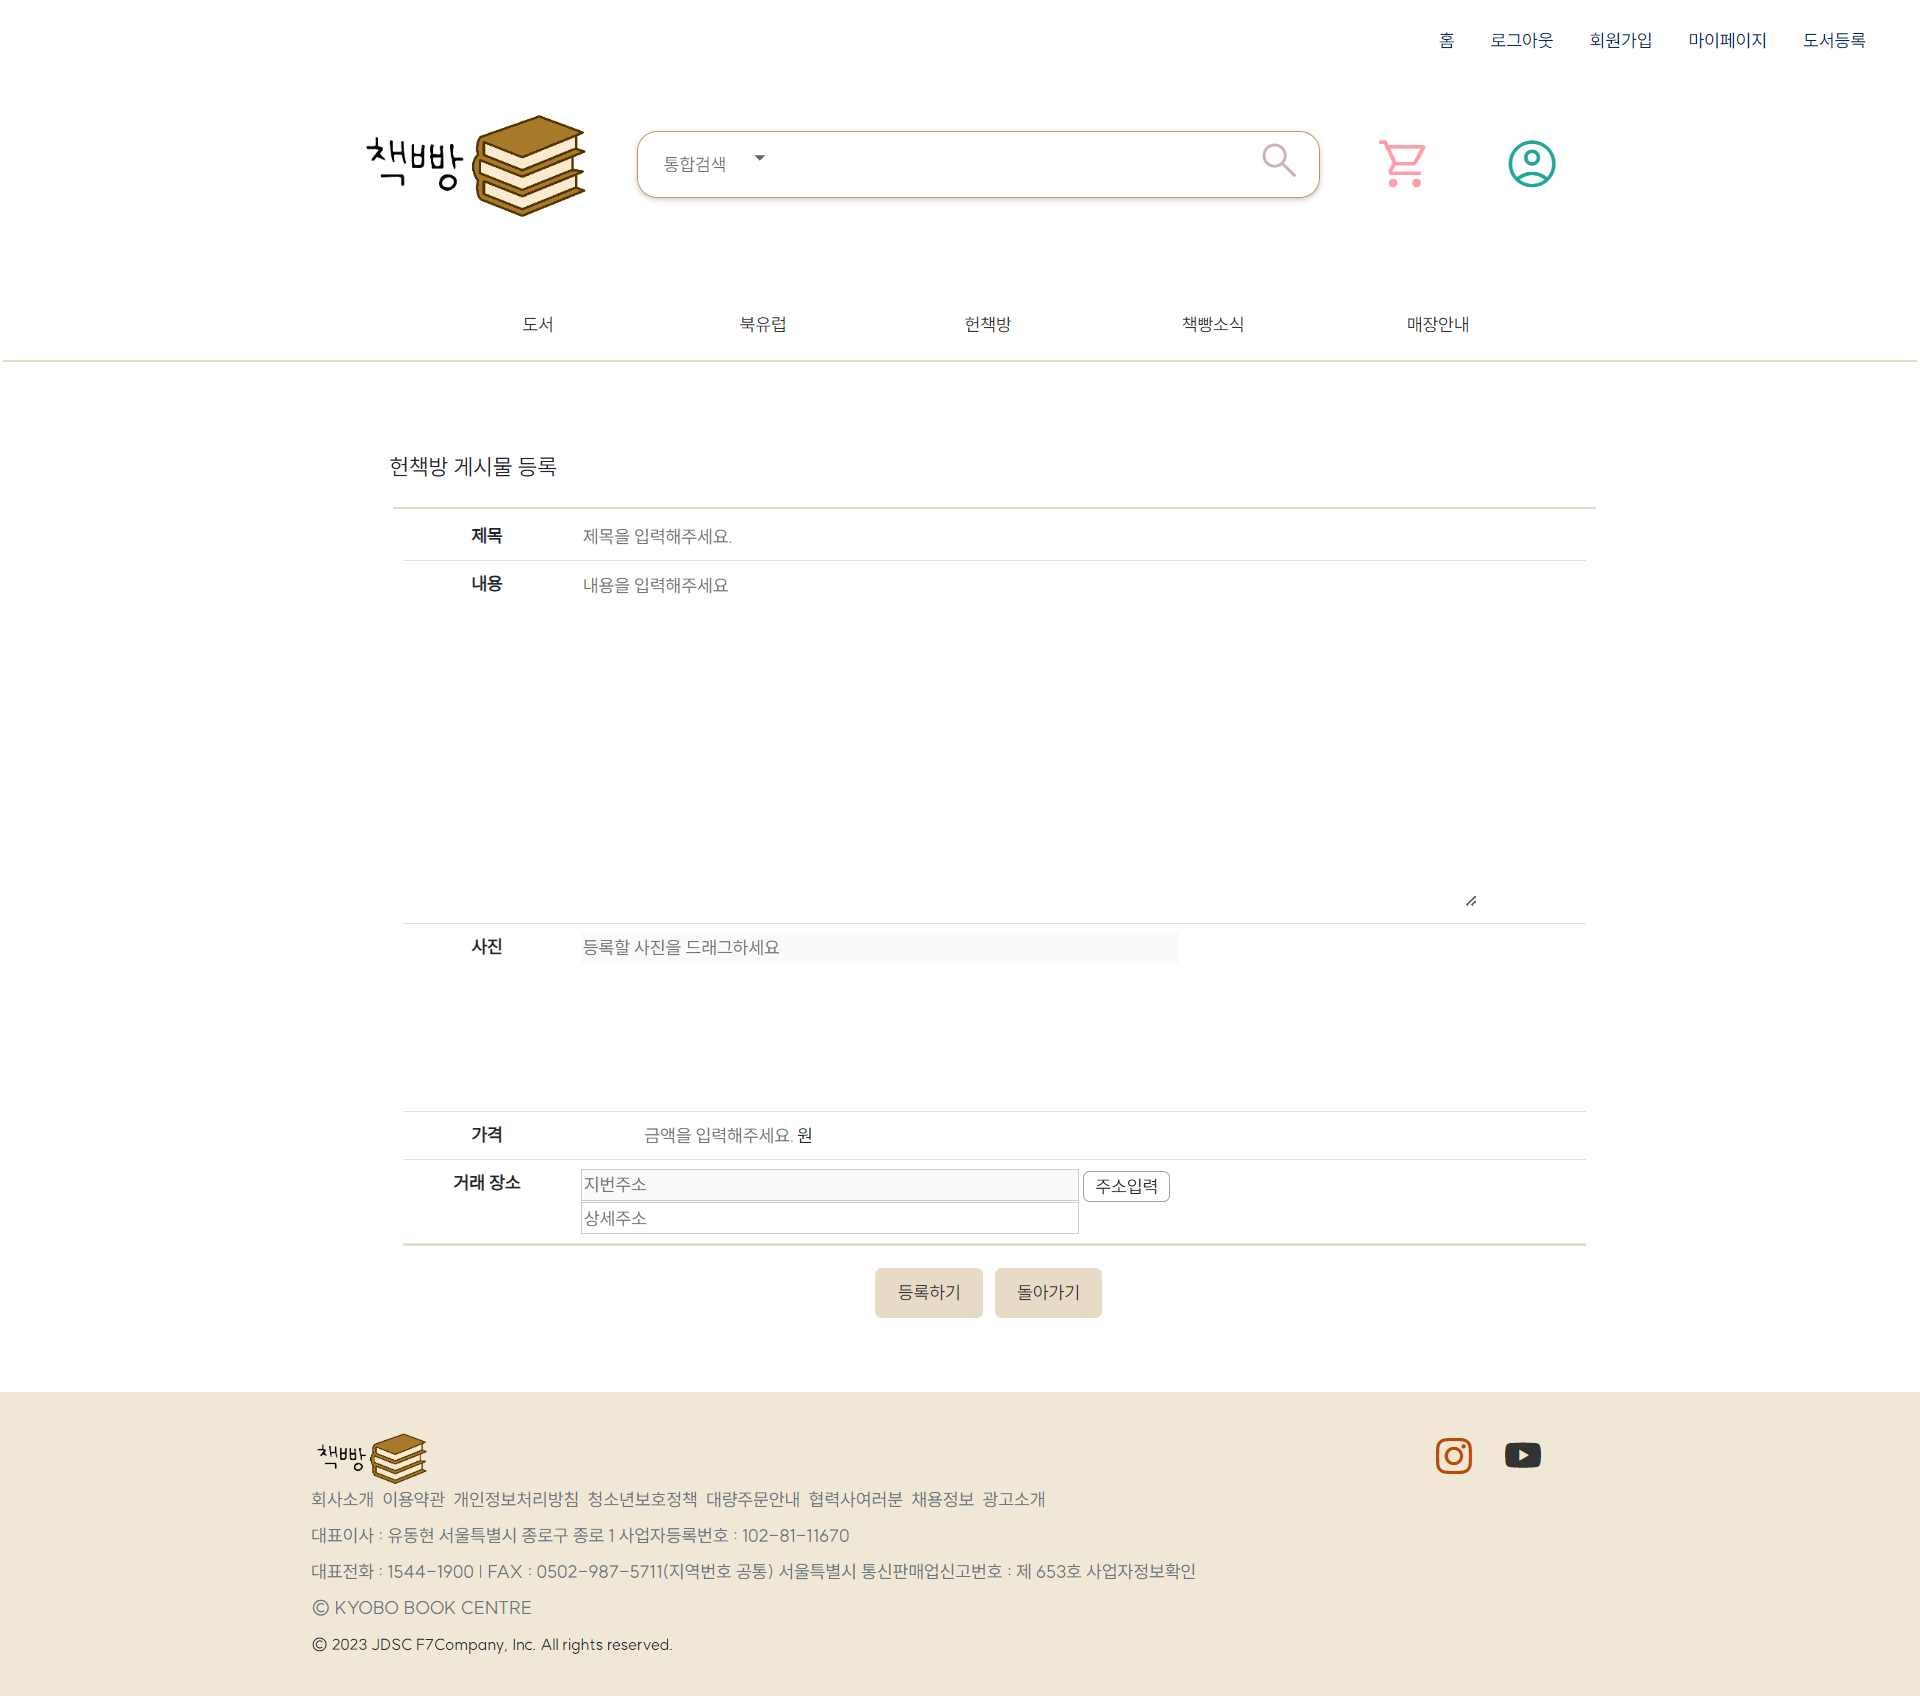 홈 로그아웃 회원가입 마이페이지 도서등록
책빵
통합검색
도서 북유럽 헌책방 책빵소식 매장안내
헌책방 게시물 등록
제목 제목을 입력해주세요.
내용 내용을 입력해주세요
사진 등록할 사진을 드래그하세요
가격 금액을 입력해주세요. 원
거래 장소 지번주소 주소입력
상세주소
등록하기 돌아가기
책빵
회사소개 이용약관 개인정보처리방침 청소년보호정책 대량주문안내 협력사여러분 채용정보 광고소개
대표이사 : 유동현 서울특별시 종로구 종로 1 사업자등록번호 : 102-81-11670
대표전화 : 1544-1900 | FAX : 0502-987-5711(지역번호 공통) 서울특별시 통신판매업신고번호 : 제 653호 사업자정보확인
© KYOBO BOOK CENTRE
© 2023 JDSC F7Company, Inc. All rights reserved.